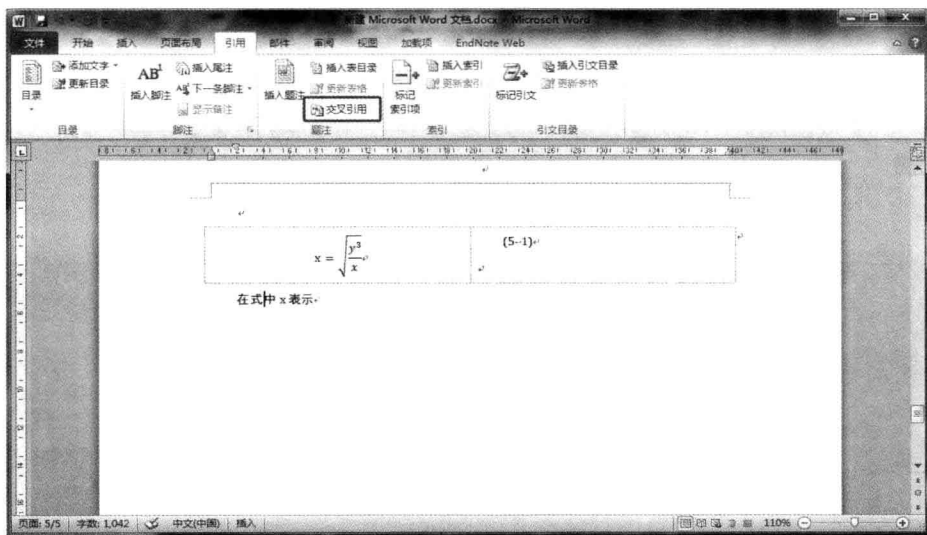 新建 Microsoft Word 文档.docx - Microsoft Word
文件 开始 插入 页面布局 引用 邮件 审阅 视图 加载项 EndNote Web
添加文字 AB¹ 插入尾注 插入表目录 插入索引 插入引文目录
更新目录 下一条脚注 更新表格 更新索引 更新表格
目录 插入脚注 显示备注 插入题注 交叉引用 标记 索引项 标记引文
目录 脚注 题注 索引 引文目录
x = √(y³/x) (5-1)
在式中 x 表示
页面: 5/5 字数: 1,042 中文(中国) 插入 110%